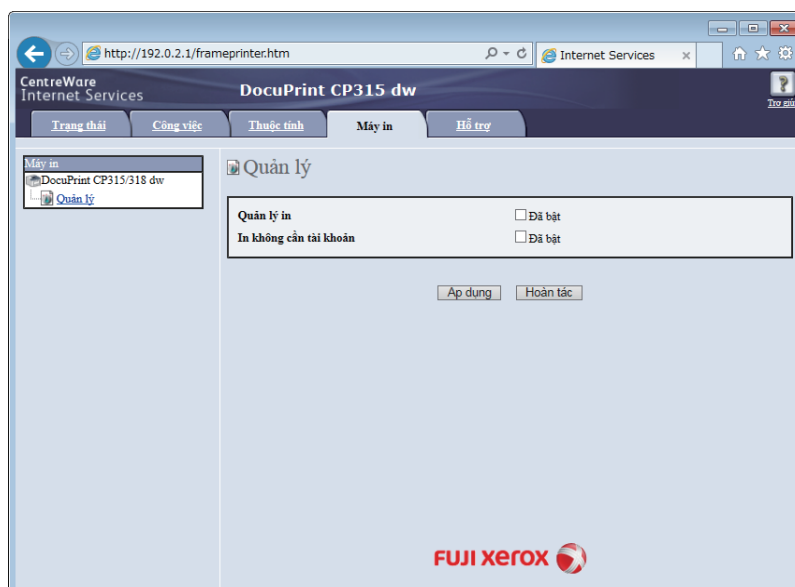 http://192.0.2.1/frameprinter.htm
Internet Services
CentreWare
Internet Services
DocuPrint CP315 dw
?
Trang thái
Công việc
Thuộc tính
Máy in
Hỗ trợ
Máy in
DocuPrint CP315/318 dw
Quản lý
Quản lý
Quản lý in
Đã bật
In không cần tài khoản
Đã bật
Ap dụng
Hoàn tác
FUJI xerox